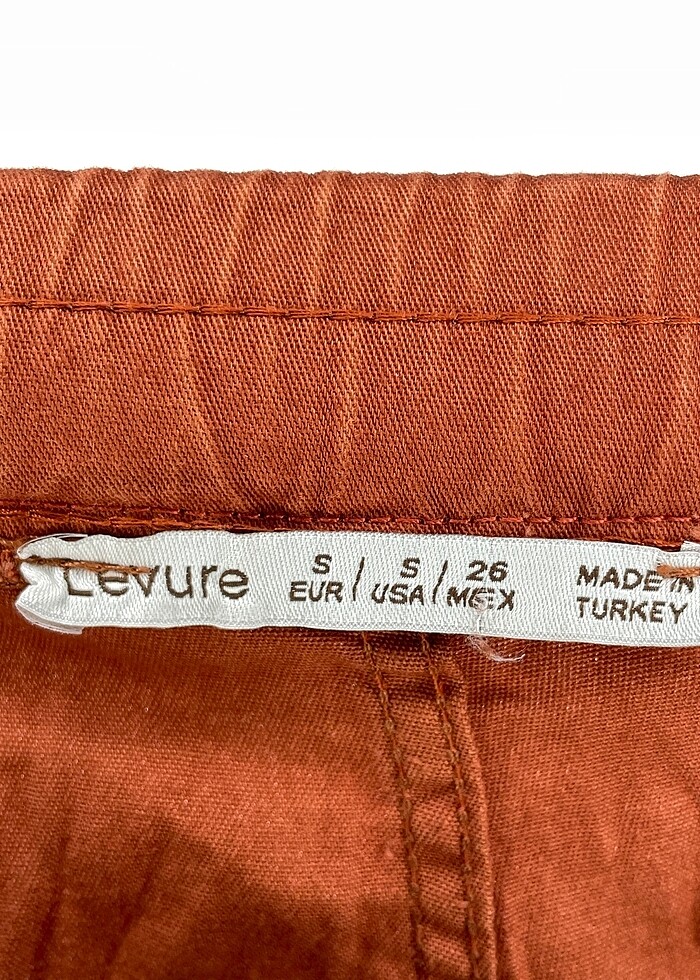 Levure
S / S / 26
EUR USA MEX
MADE IN
TURKEY